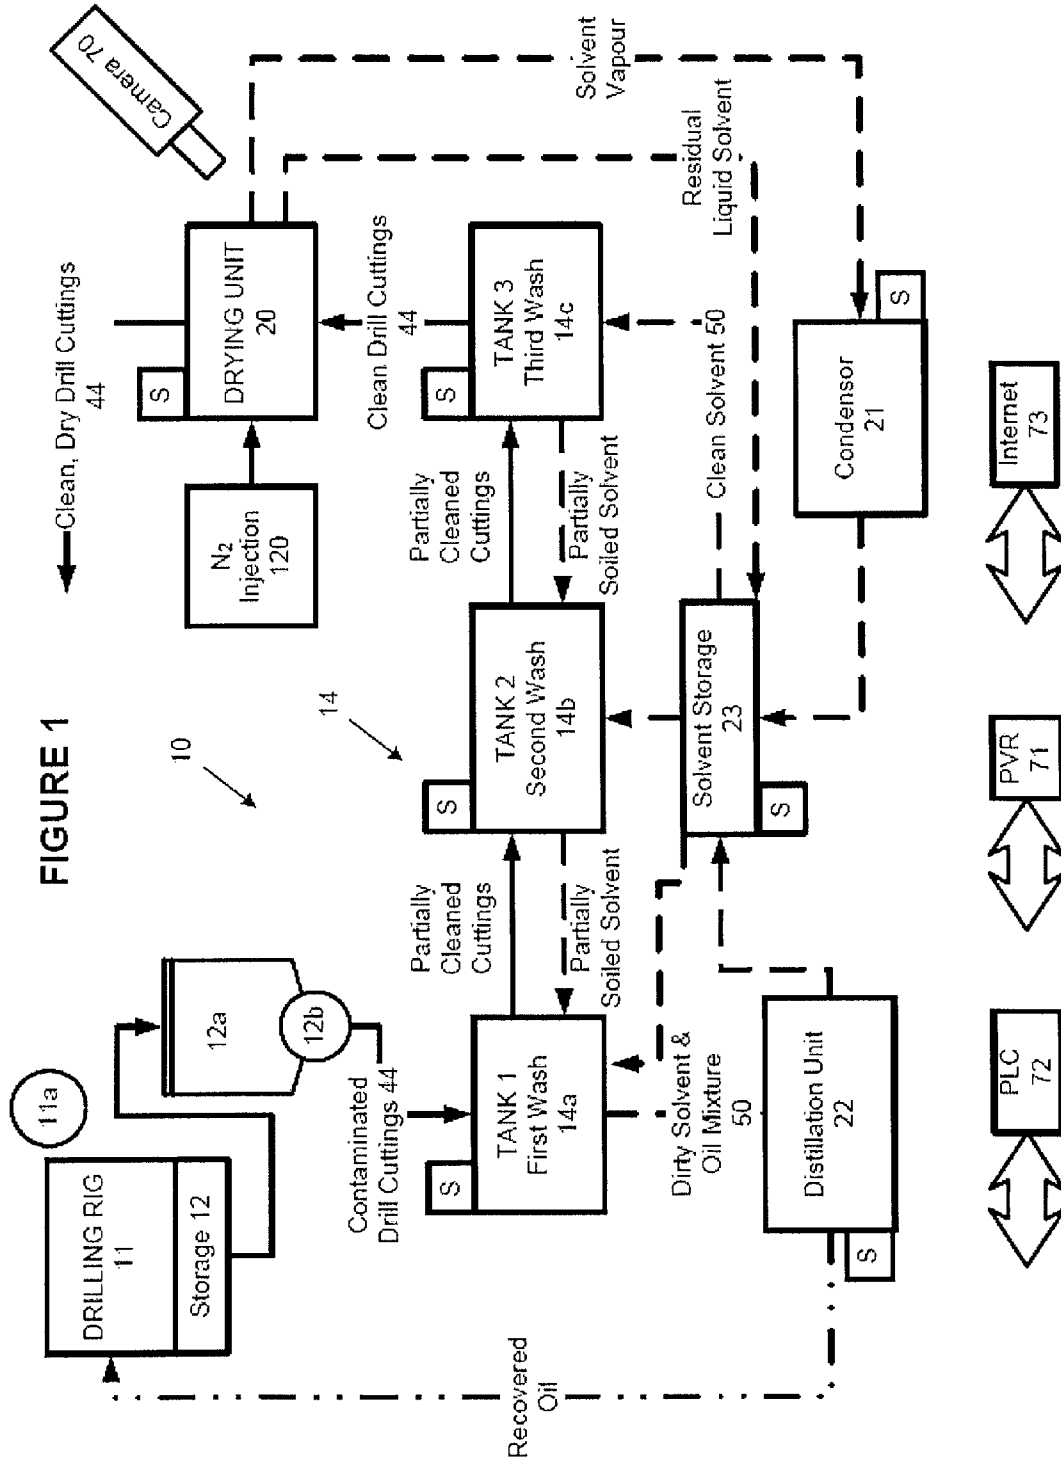 FIGURE 1
10
14
DRILLING RIG
11
Storage 12
11a
12a
12b
Contaminated
Drill Cuttings 44
S
TANK 1
First Wash
14a
Partially
Cleaned
Cuttings
Partially
Soiled Solvent
S
TANK 2
Second Wash
14b
Partially
Cleaned
Cuttings
Partially
Soiled Solvent
S
TANK 3
Third Wash
14c
Clean Drill Cuttings
44
N2
Injection
120
S
DRYING UNIT
20
Clean, Dry Drill Cuttings
44
Camera 70
Solvent
Vapour
Residual
Liquid Solvent
Clean Solvent 50
Solvent Storage
23
S
Condensor
21
S
Dirty Solvent &
Oil Mixture
50
Distillation Unit
22
S
Recovered
Oil
PLC
72
PVR
71
Internet
73